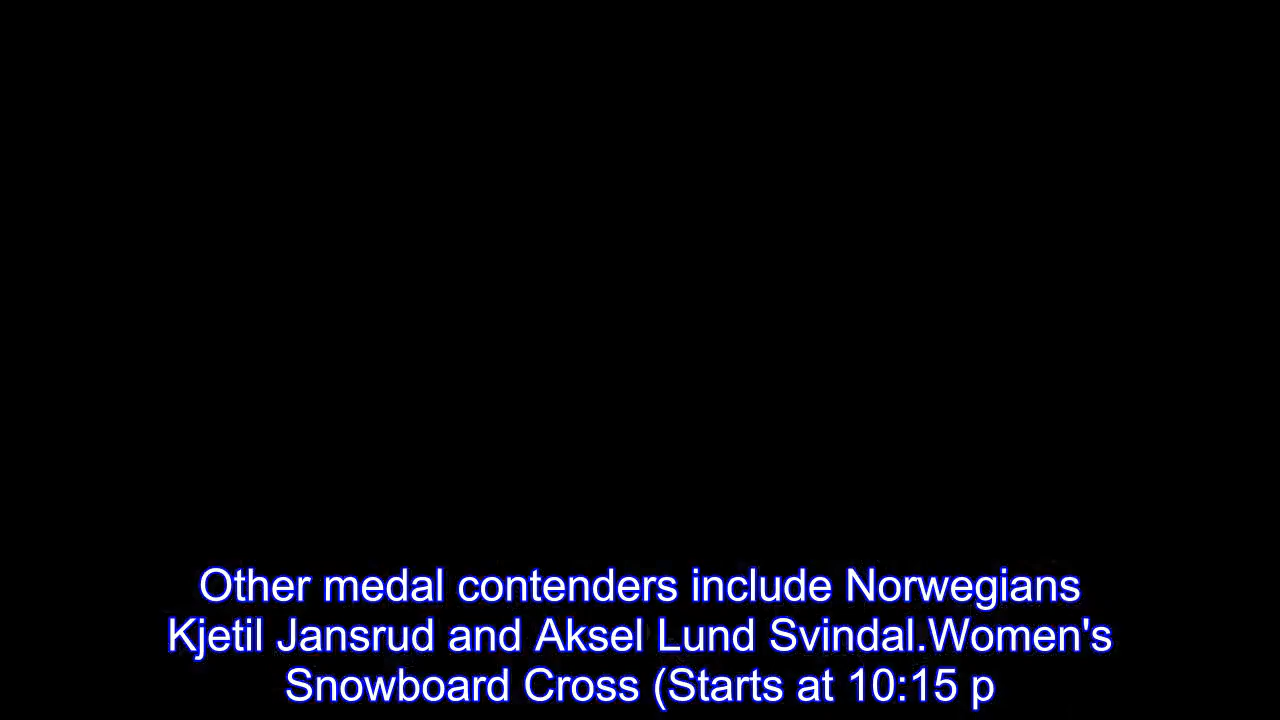 Other medal contenders include Norwegians
Kjetil Jansrud and Aksel Lund Svindal.Women's
Snowboard Cross (Starts at 10:15 p